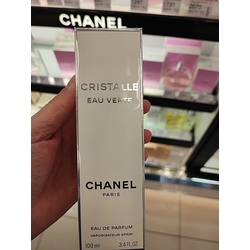 CHANEL
CRISTALLE
EAU VERTE
CHANEL
PARIS
EAU DE PARFUM
VAPORISATEUR SPRAY
100 ml 3.4 FL. OZ